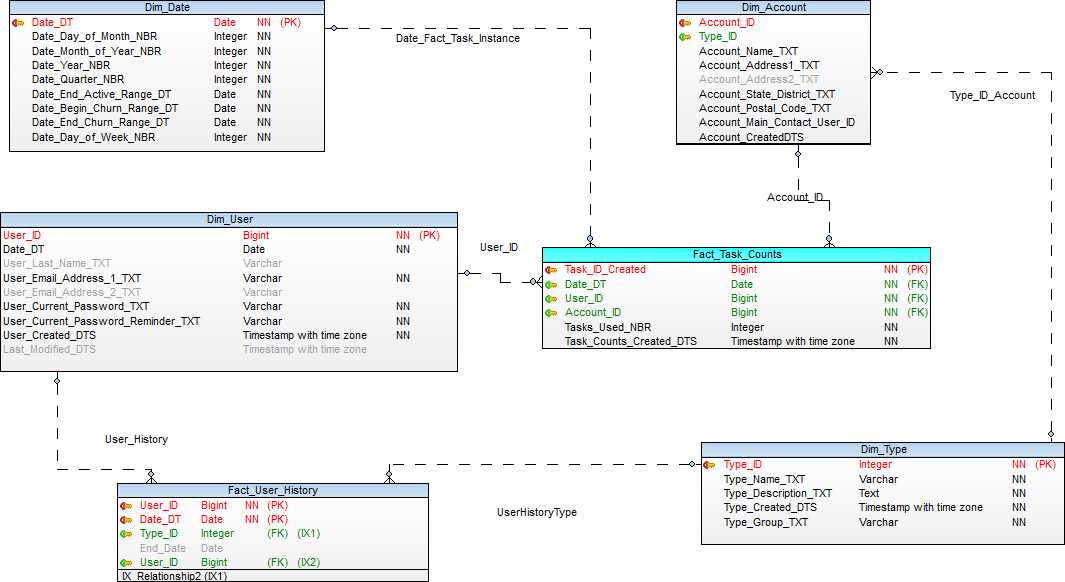 Dim_Date
Date_DT Date NN (PK)
Date_Day_of_Month_NBR Integer NN
Date_Month_of_Year_NBR Integer NN
Date_Year_NBR Integer NN
Date_Quarter_NBR Integer NN
Date_End_Active_Range_DT Date NN
Date_Begin_Churn_Range_DT Date NN
Date_End_Churn_Range_DT Date NN
Date_Day_of_Week_NBR Integer NN
Date_Fact_Task_Instance
Dim_Account
Account_ID
Type_ID
Account_Name_TXT
Account_Address1_TXT
Account_Address2_TXT
Account_State_District_TXT
Account_Postal_Code_TXT
Account_Main_Contact_User_ID
Account_CreatedDTS
Type_ID_Account
Account_ID
Dim_User
User_ID Bigint NN (PK)
Date_DT Date NN
User_Last_Name_TXT Varchar
User_Email_Address_1_TXT Varchar NN
User_Email_Address_2_TXT Varchar
User_Current_Password_TXT Varchar NN
User_Current_Password_Reminder_TXT Varchar NN
User_Created_DTS Timestamp with time zone NN
Last_Modified_DTS Timestamp with time zone
User_ID
Fact_Task_Counts
Task_ID_Created Bigint NN (PK)
Date_DT Date NN (FK)
User_ID Bigint NN (FK)
Account_ID Bigint NN (FK)
Tasks_Used_NBR Integer NN
Task_Counts_Created_DTS Timestamp with time zone NN
User_History
Dim_Type
Type_ID Integer NN (PK)
Type_Name_TXT Varchar NN
Type_Description_TXT Text NN
Type_Created_DTS Timestamp with time zone NN
Type_Group_TXT Varchar NN
UserHistoryType
Fact_User_History
User_ID Bigint NN (PK)
Date_DT Date NN (PK)
Type_ID Integer (FK) (IX1)
End_Date Date
User_ID Bigint (FK) (IX2)
IX_Relationship2 (IX1)